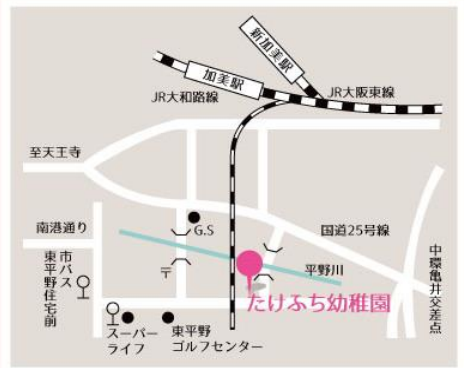 新加美駅
加美駅
JR大和路線
JR大阪東線
至天王寺
南港通り
G.S
国道25号線
市バス
東平野住宅前
〒
平野川
中環亀井交差点
たけふち幼稚園
スーパー
ライフ
東平野
ゴルフセンター